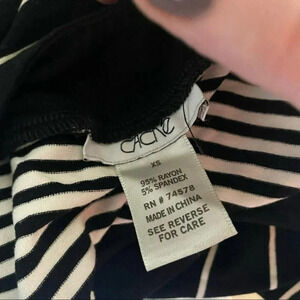 CACHE
XS
95% RAYON
5% SPANDEX
RN # 74578
MADE IN CHINA
SEE REVERSE
FOR CARE